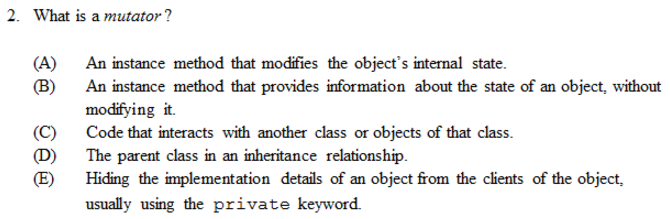 2. What is a mutator?
(A) An instance method that modifies the object's internal state.
(B) An instance method that provides information about the state of an object, without
modifying it.
(C) Code that interacts with another class or objects of that class.
(D) The parent class in an inheritance relationship.
(E) Hiding the implementation details of an object from the clients of the object,
usually using the private keyword.